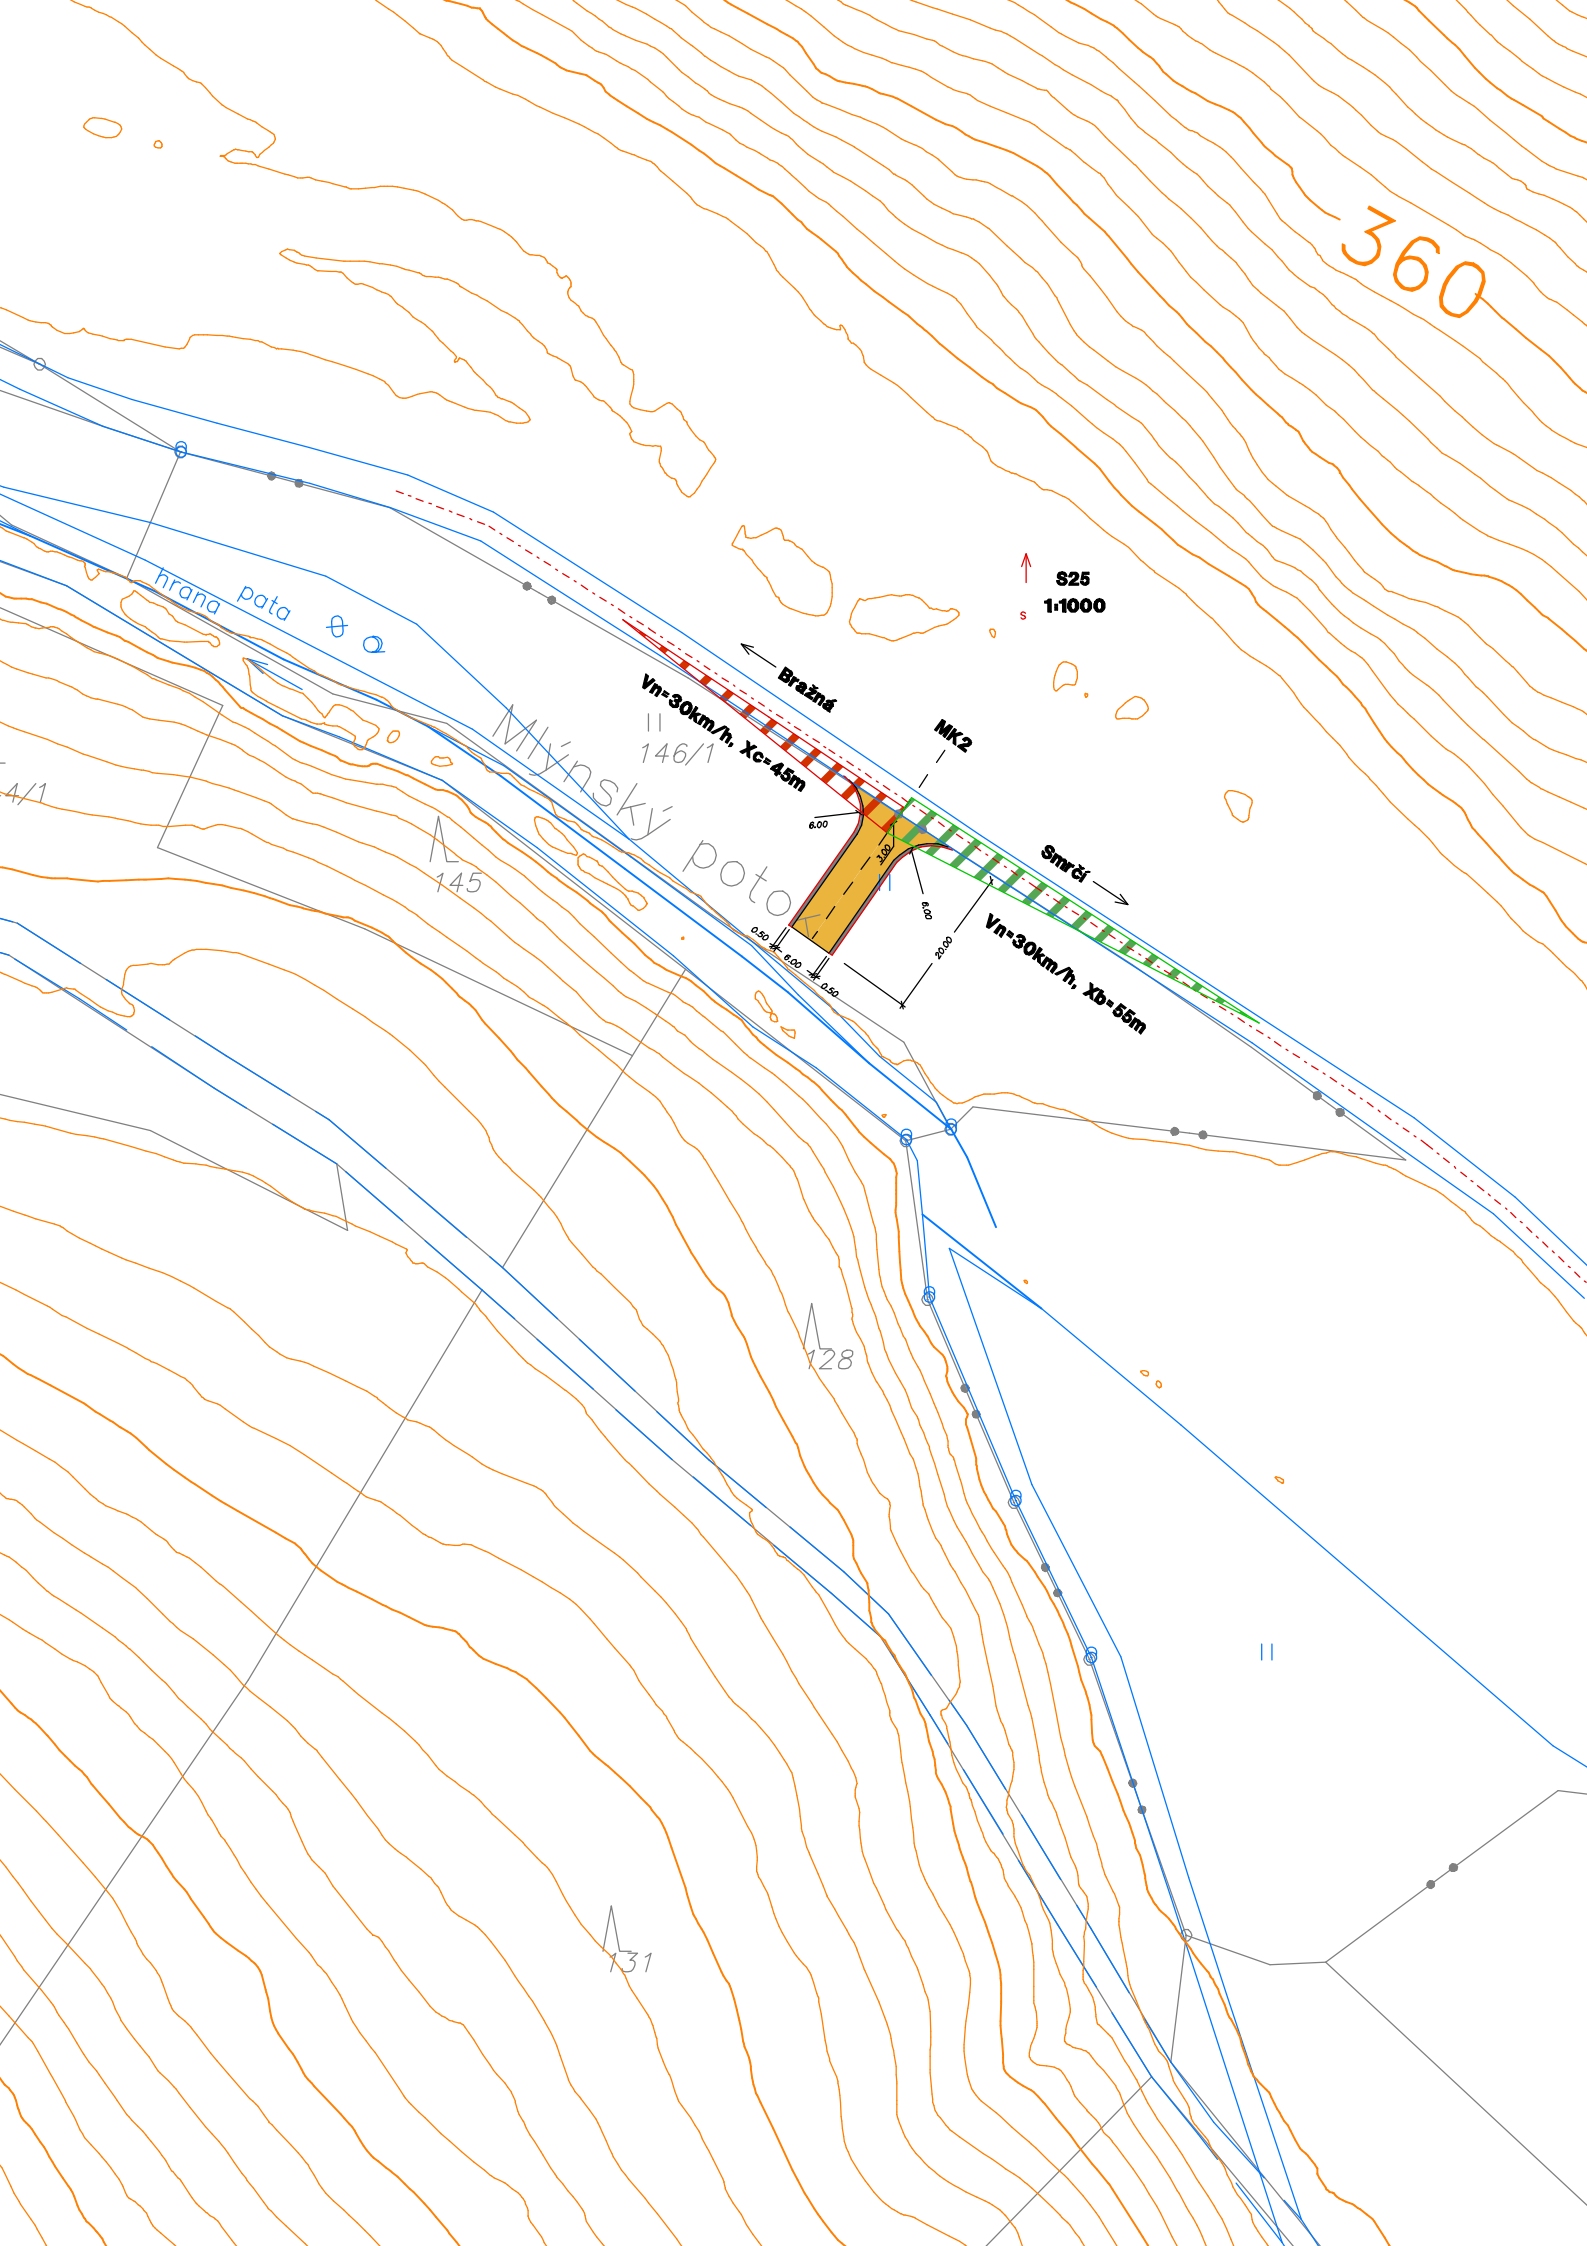 360
S25
1:1000
S
hrana pata
Bražná
MK2
Vn=30km/h, Xc=45m
146/1
Mlýnský potok
6.00
3.00
Smrčí
145
6.00
Vn=30km/h, Xb=55m
20.00
0.50
6.00
0.50
128
131